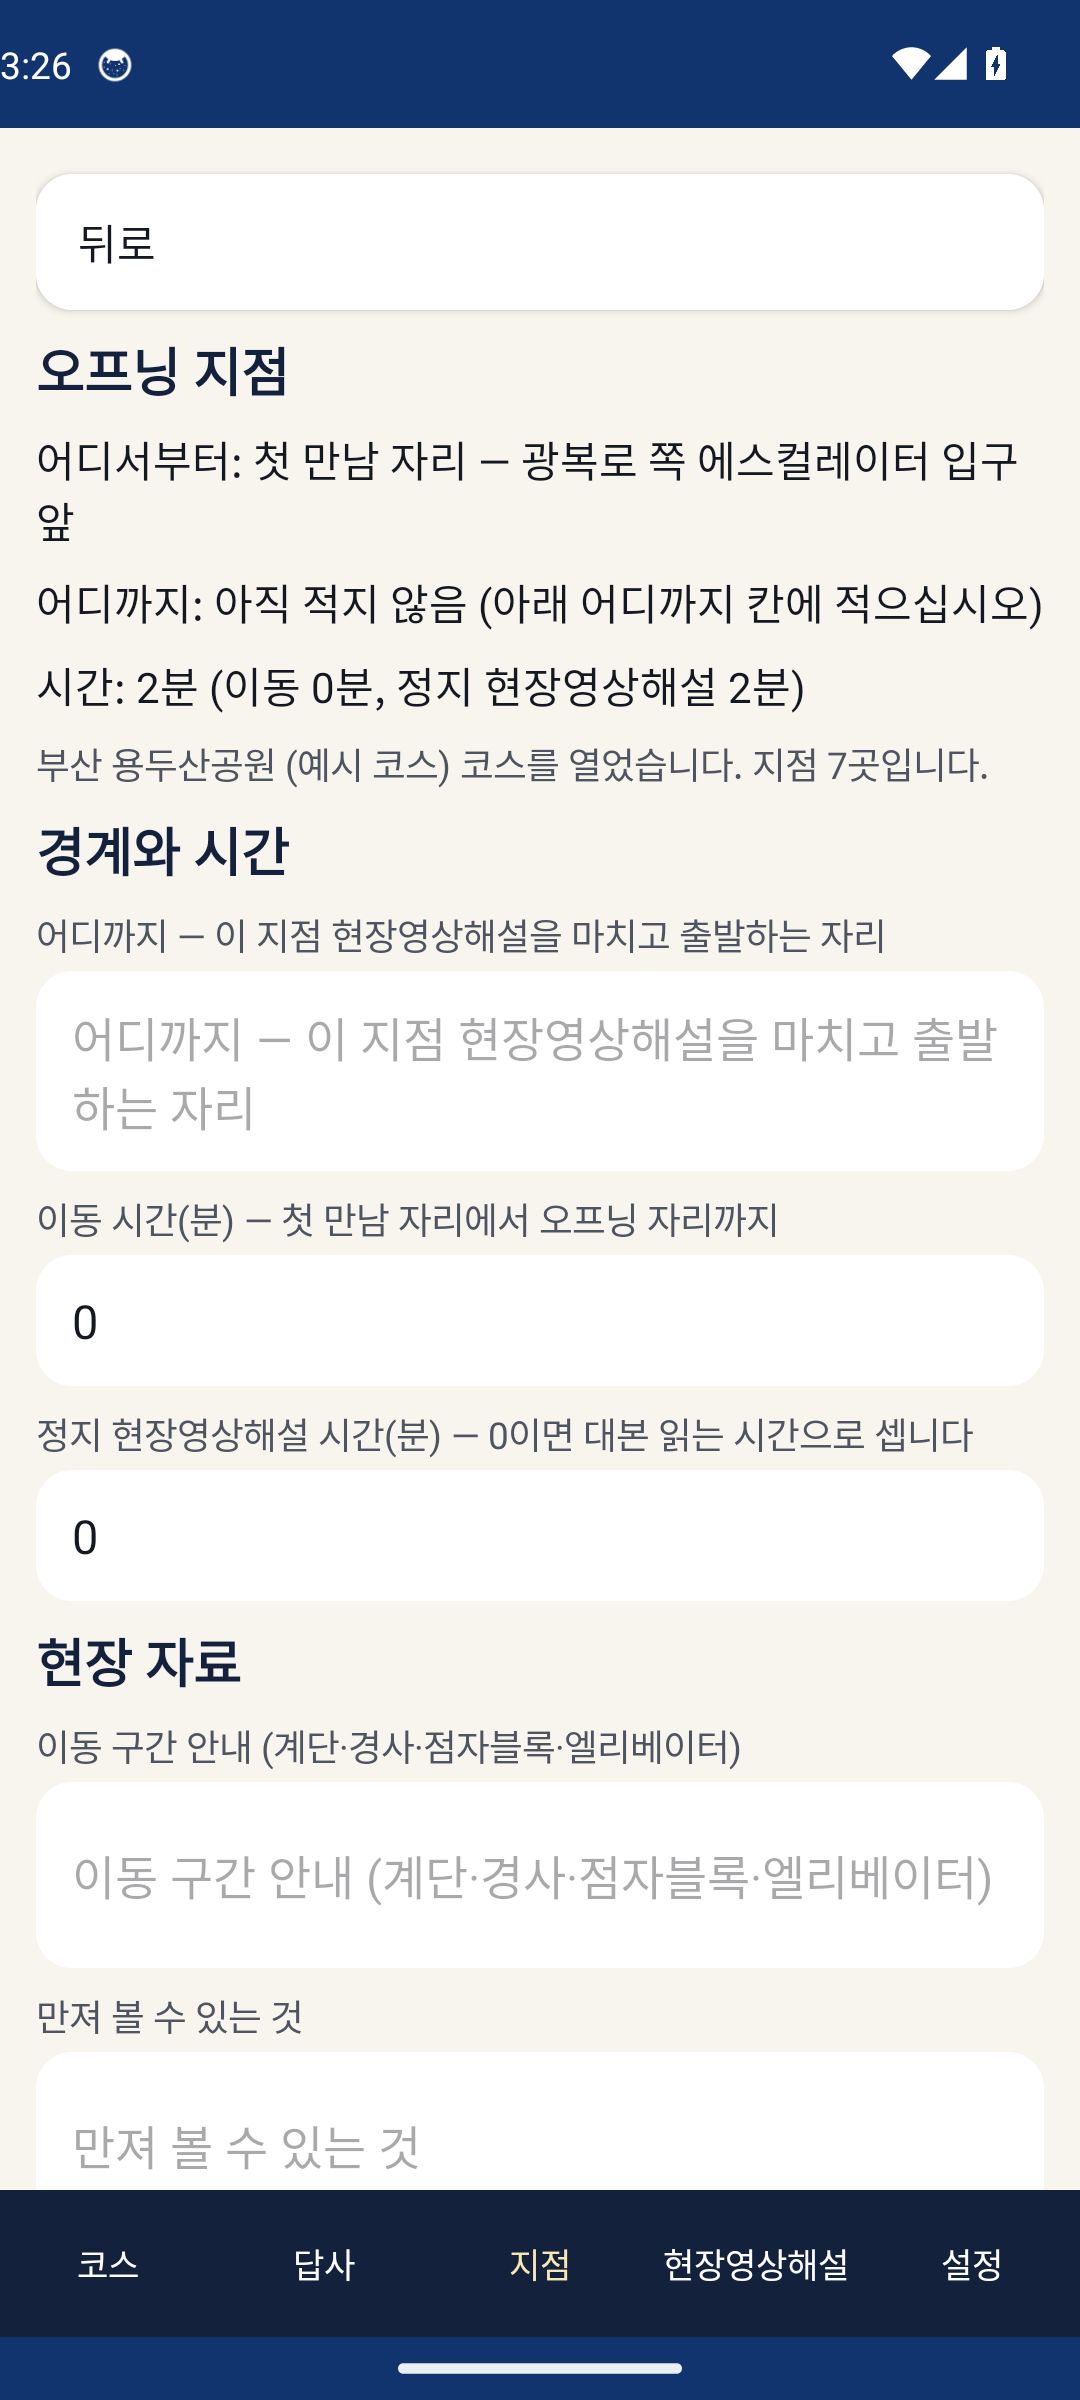 3:26
뒤로
오프닝 지점
어디서부터: 첫 만남 자리 – 광복로 쪽 에스컬레이터 입구
앞
어디까지: 아직 적지 않음 (아래 어디까지 칸에 적으십시오)
시간: 2분 (이동 0분, 정지 현장영상해설 2분)
부산 용두산공원 (예시 코스) 코스를 열었습니다. 지점 7곳입니다.
경계와 시간
어디까지 – 이 지점 현장영상해설을 마치고 출발하는 자리
어디까지 – 이 지점 현장영상해설을 마치고 출발
하는 자리
이동 시간(분) – 첫 만남 자리에서 오프닝 자리까지
0
정지 현장영상해설 시간(분) – 0이면 대본 읽는 시간으로 셉니다
0
현장 자료
이동 구간 안내 (계단·경사·점자블록·엘리베이터)
이동 구간 안내 (계단·경사·점자블록·엘리베이터)
만져 볼 수 있는 것
만져 볼 수 있는 것
코스 답사 지점 현장영상해설 설정